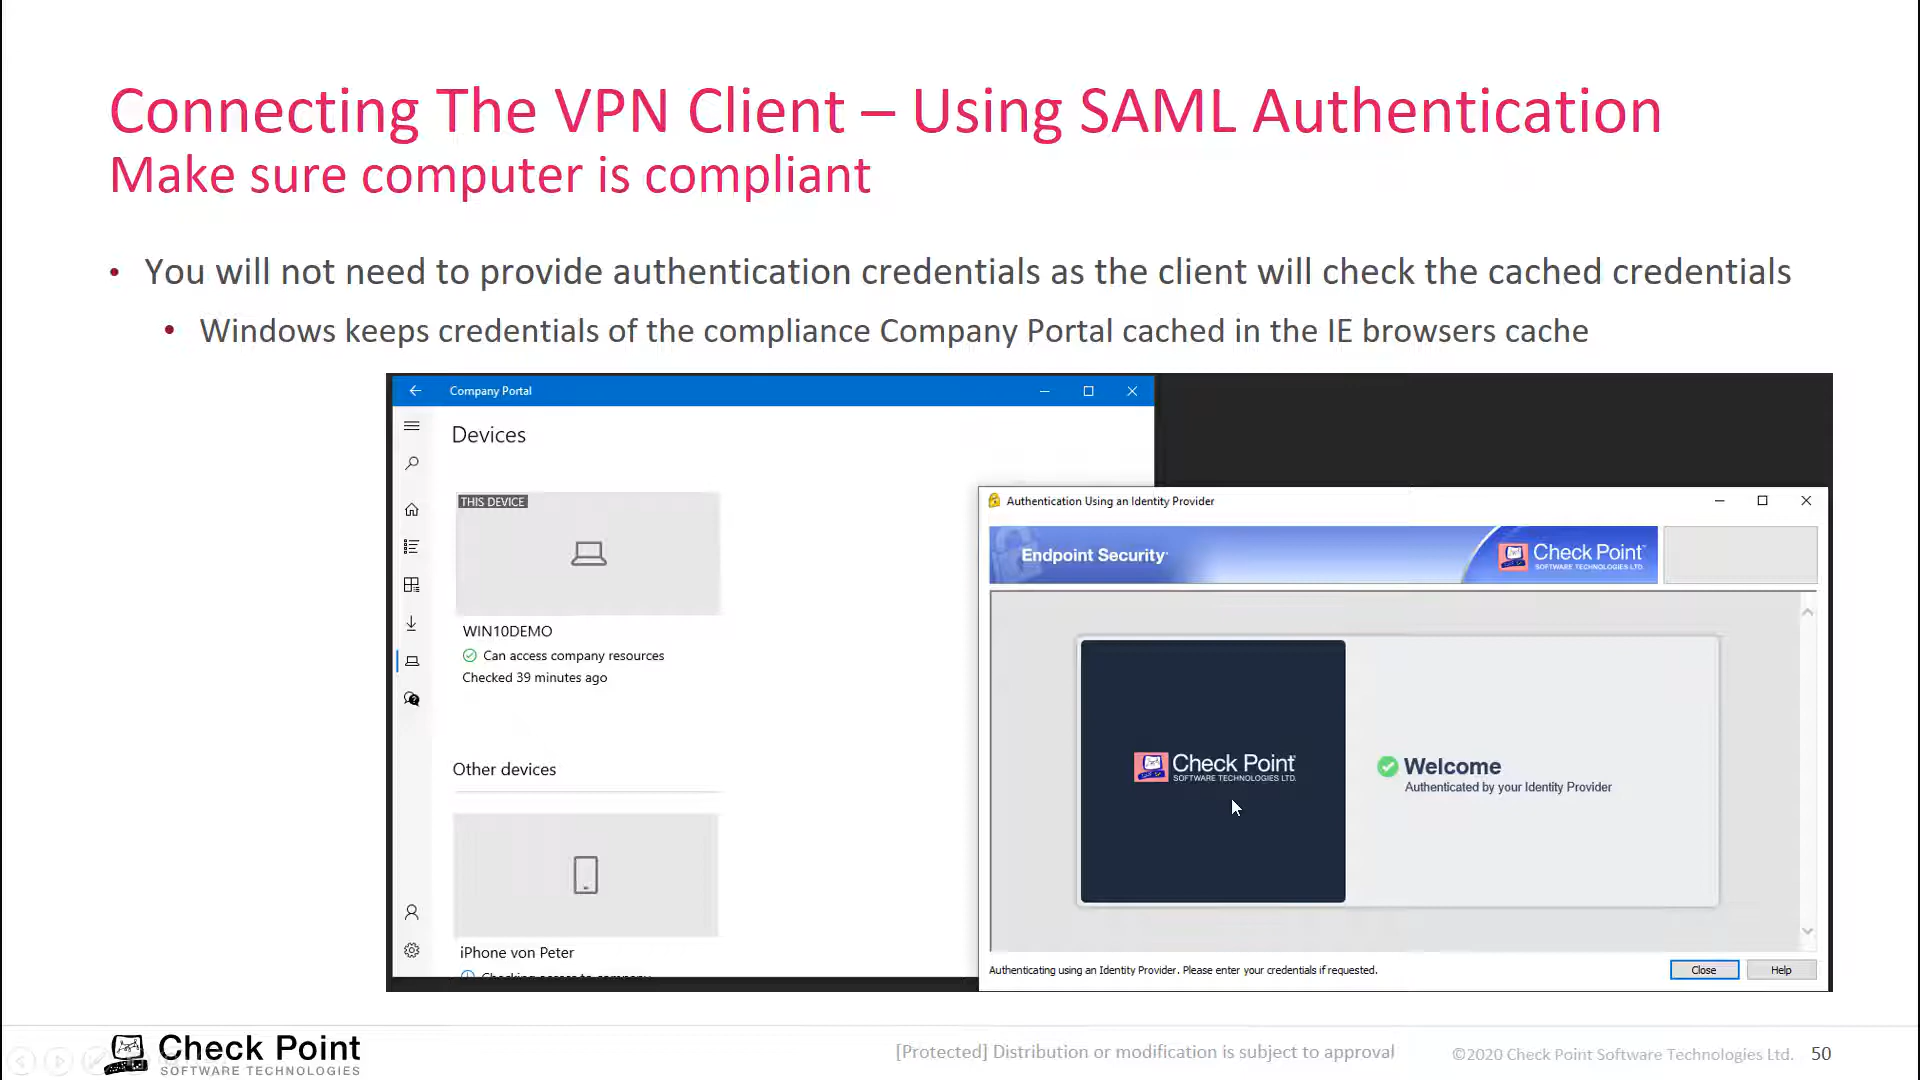 Connecting The VPN Client – Using SAML Authentication
Make sure computer is compliant
• You will not need to provide authentication credentials as the client will check the cached credentials
• Windows keeps credentials of the compliance Company Portal cached in the IE browsers cache
Company Portal
Devices
THIS DEVICE
WIN10DEMO
Can access company resources
Checked 39 minutes ago
Other devices
iPhone von Peter
Checking access to company
Authentication Using an Identity Provider
Endpoint Security
Check Point
SOFTWARE TECHNOLOGIES LTD.
Check Point
SOFTWARE TECHNOLOGIES LTD.
Welcome
Authenticated by your Identity Provider
Authenticating using an Identity Provider. Please enter your credentials if requested.
Close
Help
Check Point
SOFTWARE TECHNOLOGIES
[Protected] Distribution or modification is subject to approval
©2020 Check Point Software Technologies Ltd.
50